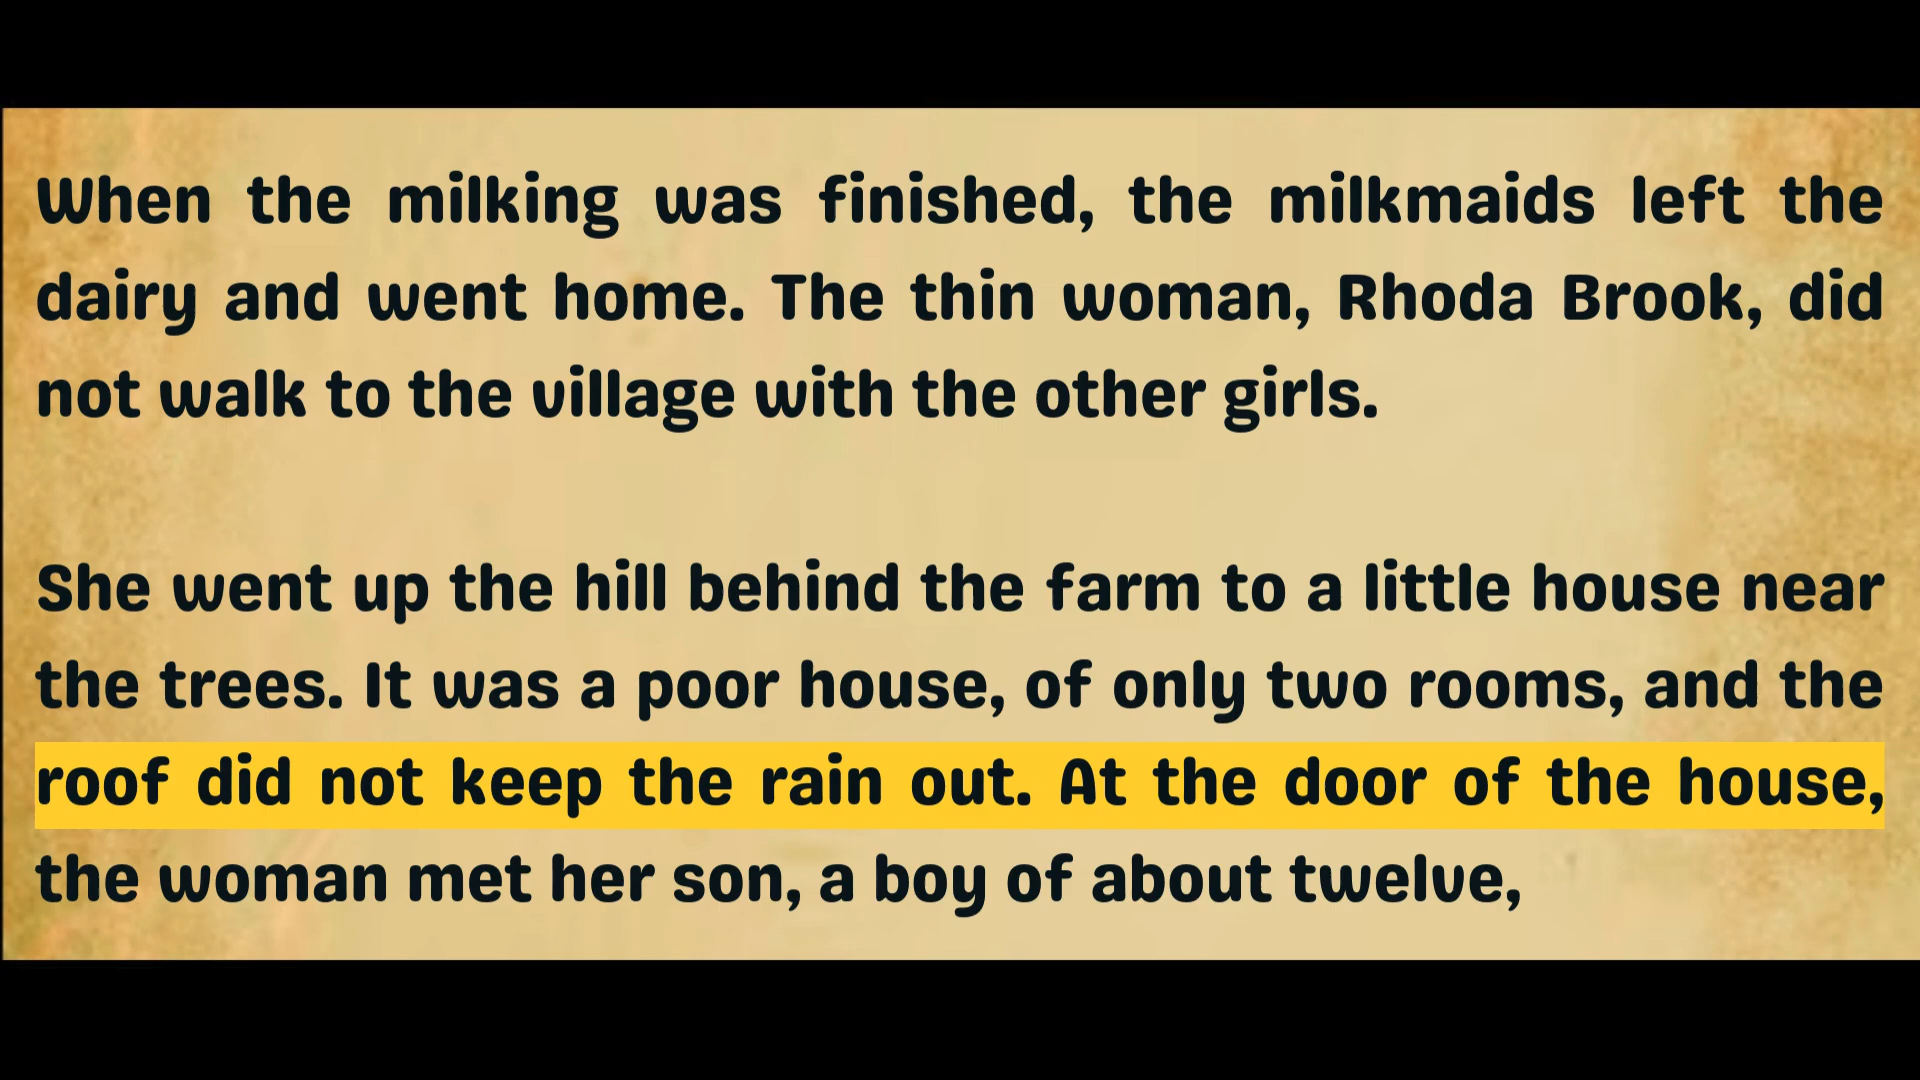 When the milking was finished, the milkmaids left the
dairy and went home. The thin woman, Rhoda Brook, did
not walk to the village with the other girls.
She went up the hill behind the farm to a little house near
the trees. It was a poor house, of only two rooms, and the
roof did not keep the rain out. At the door of the house,
the woman met her son, a boy of about twelve,